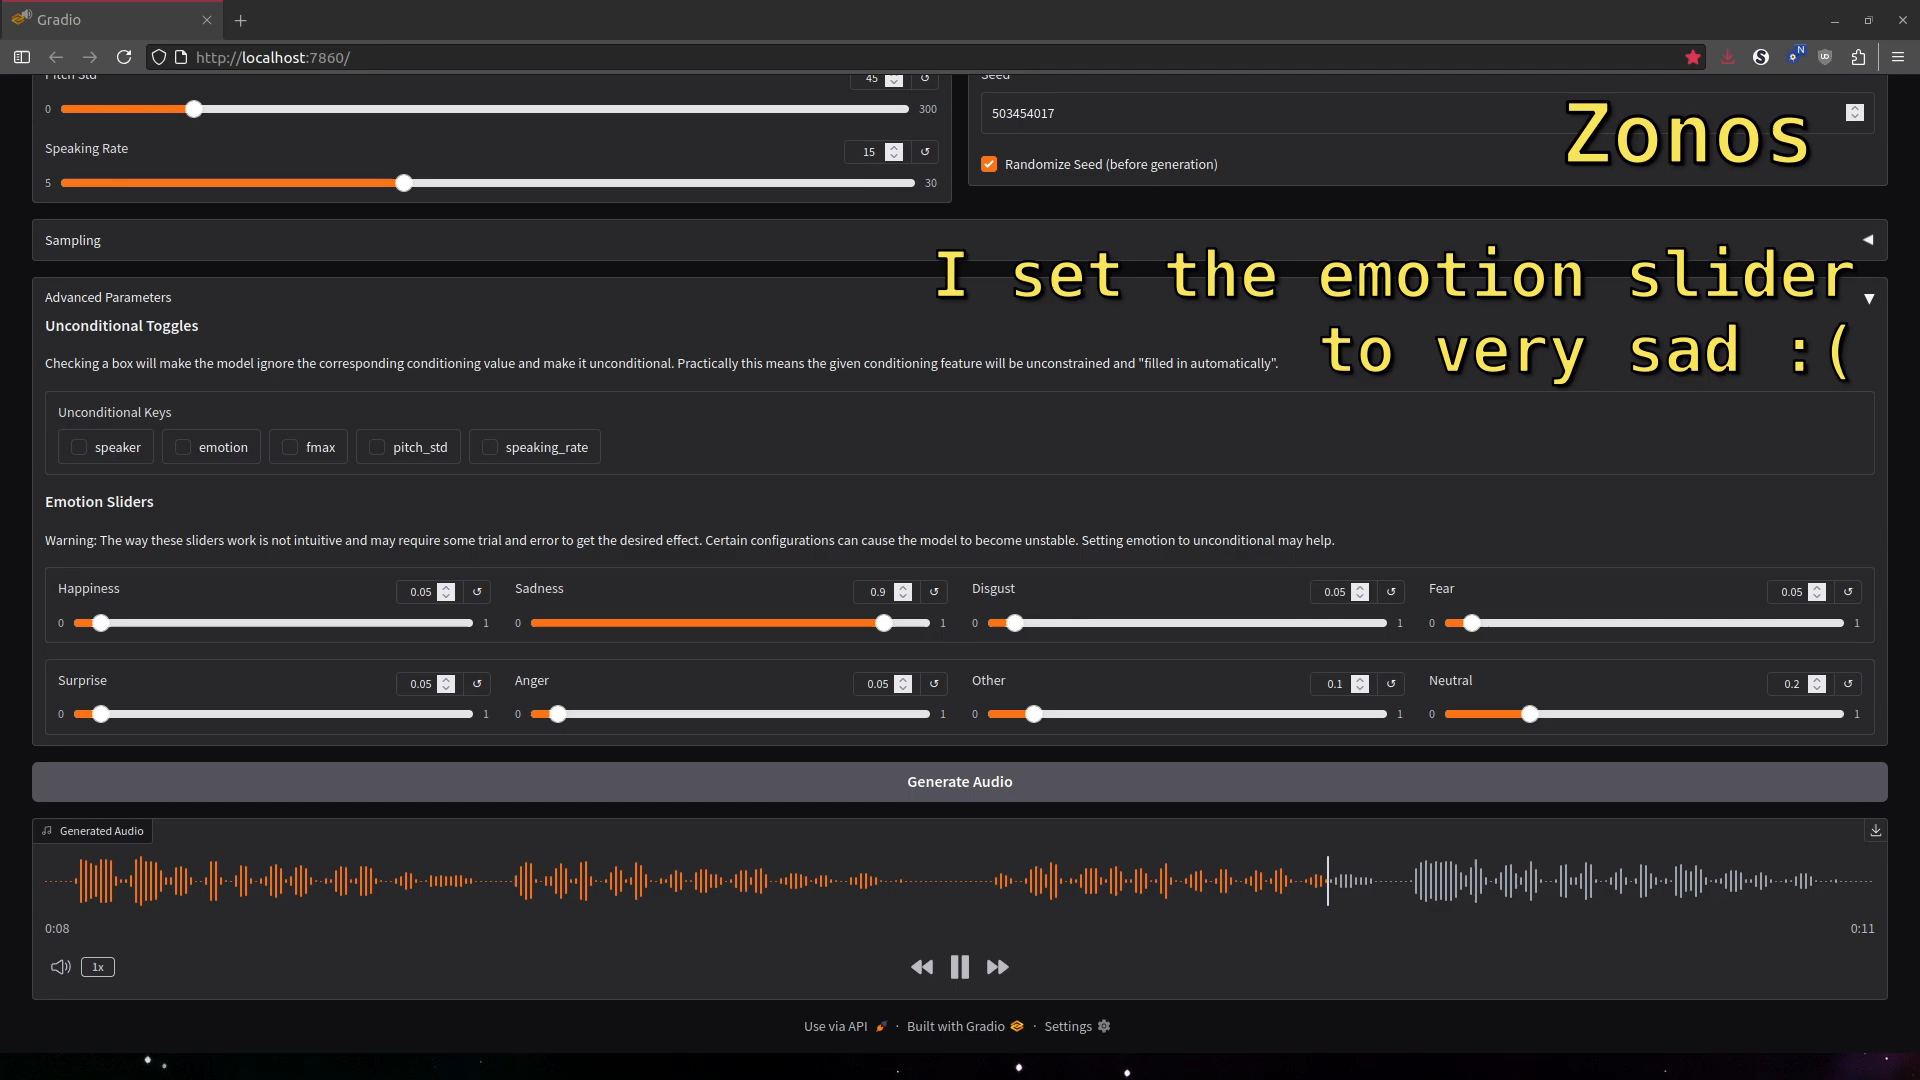 Gradio
http://localhost:7860/
Pitch Std
45
0
300
Speaking Rate
15
5
30
Seed
503454017
Randomize Seed (before generation)
Zonos
Sampling
I set the emotion slider
to very sad :(
Advanced Parameters
Unconditional Toggles
Checking a box will make the model ignore the corresponding conditioning value and make it unconditional. Practically this means the given conditioning feature will be unconstrained and "filled in automatically".
Unconditional Keys
speaker emotion fmax pitch_std speaking_rate
Emotion Sliders
Warning: The way these sliders work is not intuitive and may require some trial and error to get the desired effect. Certain configurations can cause the model to become unstable. Setting emotion to unconditional may help.
Happiness 0.05 Sadness 0.9 Disgust 0.05 Fear 0.05
0 1 0 1 0 1 0 1
Surprise 0.05 Anger 0.05 Other 0.1 Neutral 0.2
0 1 0 1 0 1 0 1
Generate Audio
Generated Audio
0:08 0:11
1x
Use via API · Built with Gradio · Settings